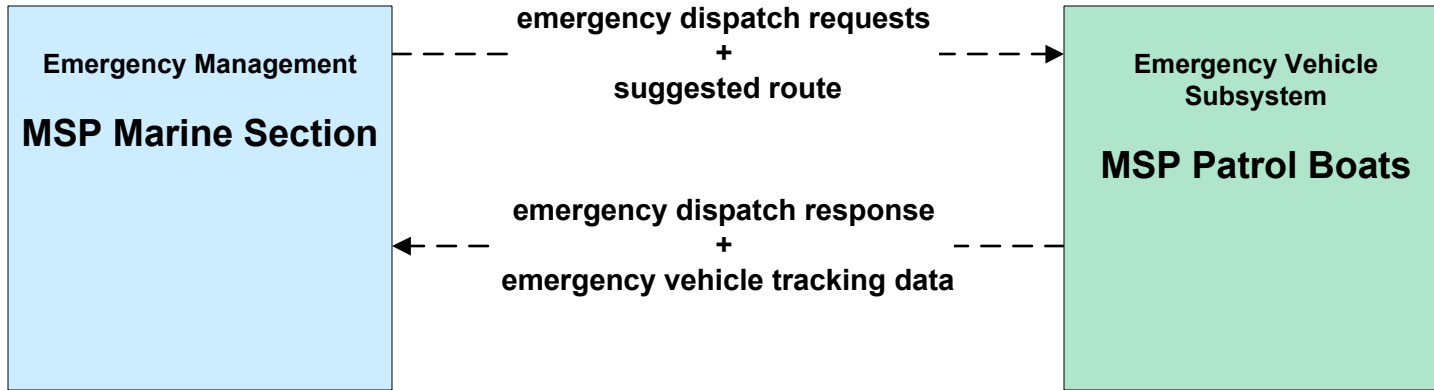 Emergency Management
MSP Marine Section
emergency dispatch requests
+
suggested route
emergency dispatch response
+
emergency vehicle tracking data
Emergency Vehicle
Subsystem
MSP Patrol Boats